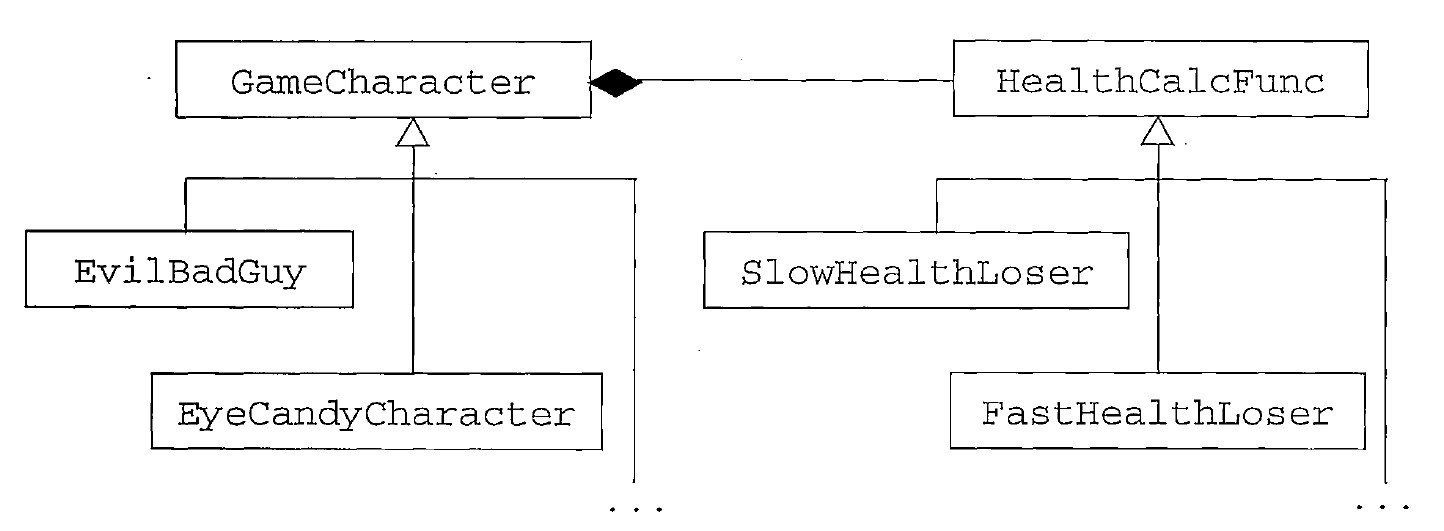 GameCharacter
HealthCalcFunc
EvilBadGuy
SlowHealthLoser
EyeCandyCharacter
FastHealthLoser
...
...